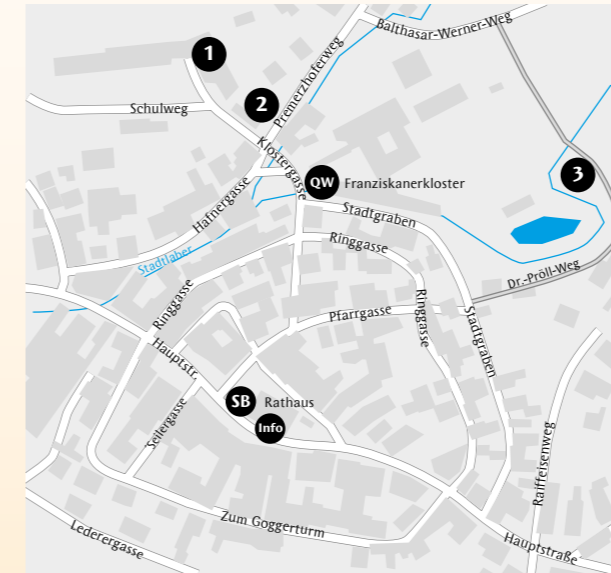 Balthasar-Werner-Weg
1
Premerzhoferweg
2
Schulweg
Klostergasse
3
QW
Franziskanerkloster
Hafnergasse
Stadtgraben
Ringgasse
Stadtlaber
Dr.-Pröll-Weg
Ringgasse
Pfarrgasse
Ringgasse
Stadtgraben
Hauptstr.
SB
Rathaus
Info
Seilergasse
Raiffeisenweg
Zum Goggerturm
Hauptstraße
Lederergasse